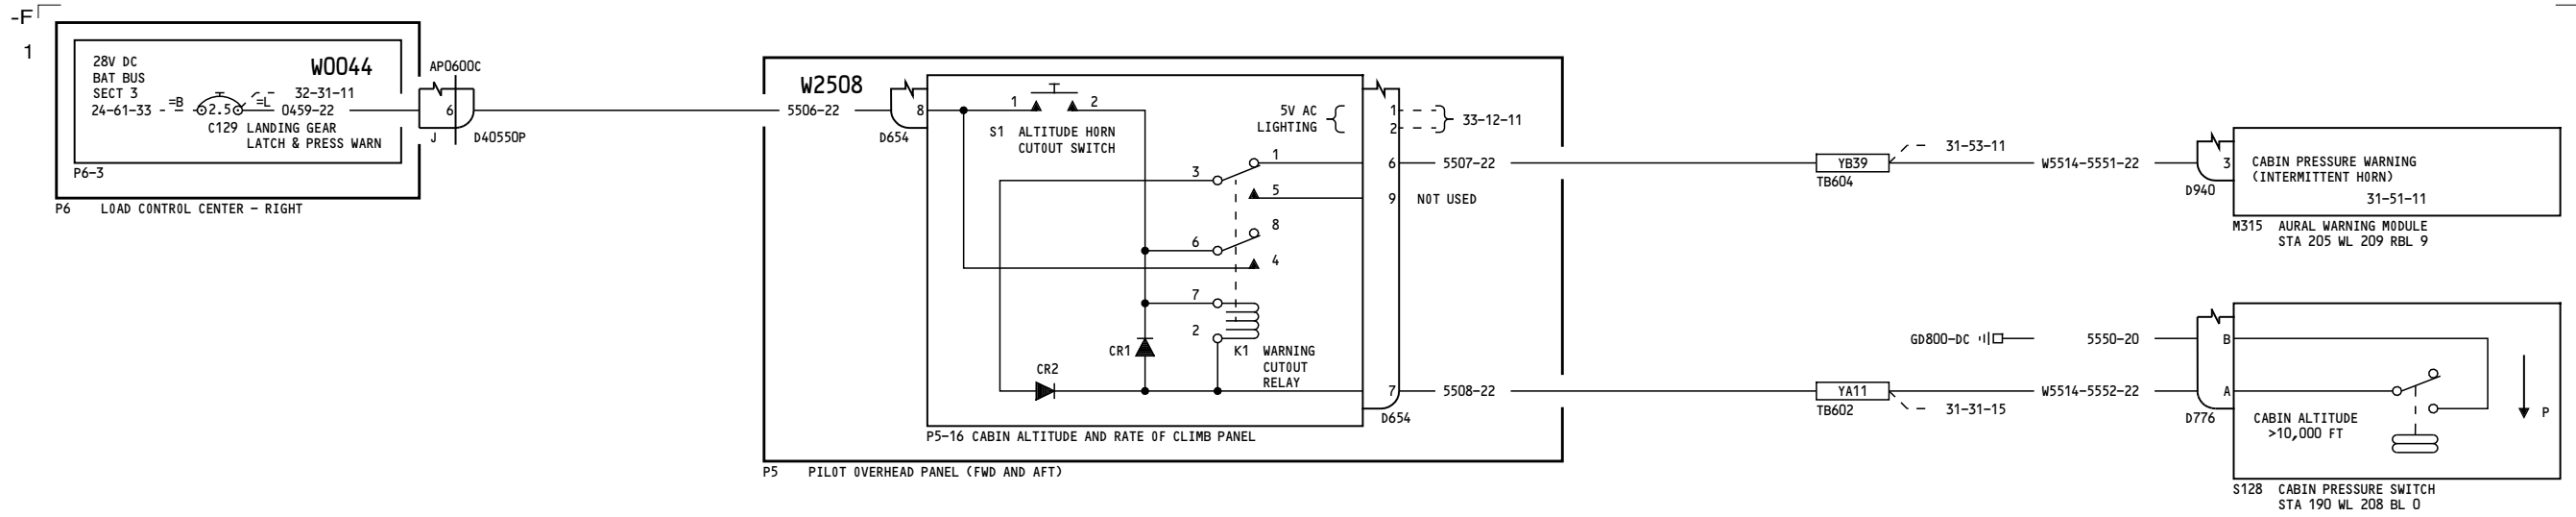 -F
1
28V DC
BAT BUS
SECT 3
24-61-33
=B
2.5
=L
W0044
32-31-11
0459-22
C129 LANDING GEAR
LATCH & PRESS WARN
P6-3
P6 LOAD CONTROL CENTER - RIGHT
AP0600C
6
J
D40550P
W2508
5506-22
8
D654
1
2
S1 ALTITUDE HORN
CUTOUT SWITCH
5V AC
LIGHTING
1
2
33-12-11
3
1
6
5507-22
5
9
NOT USED
8
6
4
7
2
CR1
K1 WARNING
CUTOUT
RELAY
CR2
7
5508-22
D654
P5-16 CABIN ALTITUDE AND RATE OF CLIMB PANEL
P5 PILOT OVERHEAD PANEL (FWD AND AFT)
YB39
TB604
31-53-11
W5514-5551-22
3
D940
CABIN PRESSURE WARNING
(INTERMITTENT HORN)
31-51-11
M315 AURAL WARNING MODULE
STA 205 WL 209 RBL 9
GD800-DC
5550-20
B
YA11
TB602
31-31-15
W5514-5552-22
A
D776
CABIN ALTITUDE
>10,000 FT
P
S128 CABIN PRESSURE SWITCH
STA 190 WL 208 BL 0